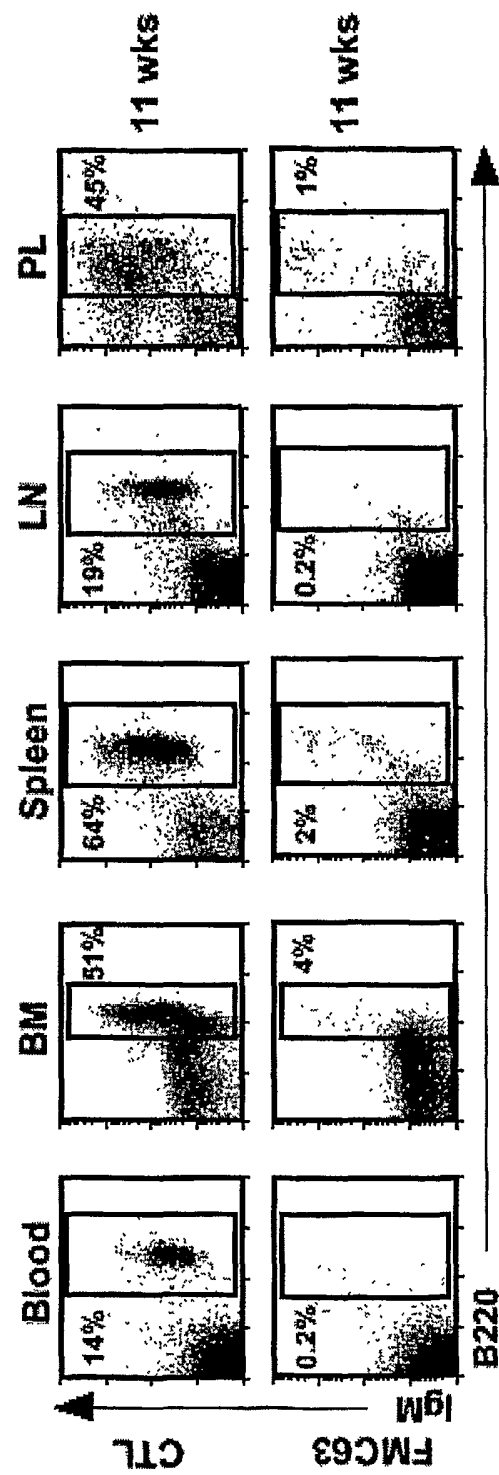 Blood BM Spleen LN PL
CTL
14% 51% 64% 19% 45%
11 wks
FMC63
0.2% 4% 2% 0.2% 1%
11 wks
IgM
B220